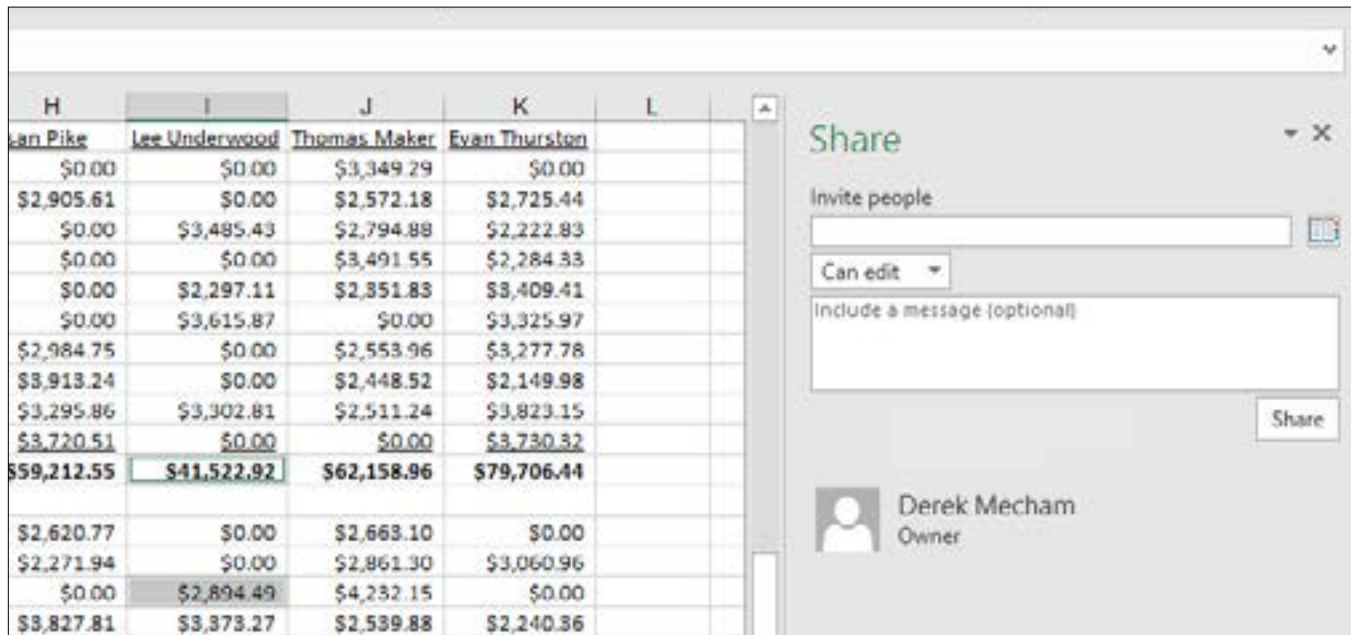 H I J K L
san Pike Lee Underwood Thomas Maker Evan Thurston
$0.00 $0.00 $3,349.29 $0.00
$2,905.61 $0.00 $2,572.18 $2,725.44
$0.00 $3,485.43 $2,794.88 $2,222.83
$0.00 $0.00 $3,491.55 $2,284.33
$0.00 $2,297.11 $2,351.83 $3,409.41
$0.00 $3,615.87 $0.00 $3,325.97
$2,984.75 $0.00 $2,553.96 $3,277.78
$3,913.24 $0.00 $2,448.52 $2,149.98
$3,295.86 $3,302.81 $2,511.24 $3,823.15
$3,720.51 $0.00 $0.00 $3,730.32
$59,212.55 $41,522.92 $62,158.96 $79,706.44
$2,620.77 $0.00 $2,663.10 $0.00
$2,271.94 $0.00 $2,861.30 $3,060.96
$0.00 $2,894.49 $4,232.15 $0.00
$3,827.81 $3,373.27 $2,539.88 $2,240.36
Share
Invite people
Can edit
Include a message (optional)
Share
Derek Mecham
Owner